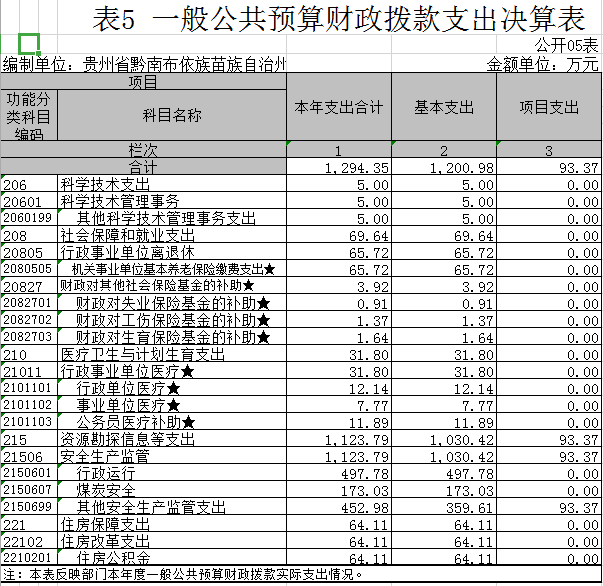 表5 一般公共预算财政拨款支出决算表
公开05表
编制单位：贵州省黔南布依族苗族自治州 金额单位：万元
项目
功能分类科目编码 科目名称 本年支出合计 基本支出 项目支出
栏次 1 2 3
合计 1,294.35 1,200.98 93.37
206 科学技术支出 5.00 5.00 0.00
20601 科学技术管理事务 5.00 5.00 0.00
2060199 其他科学技术管理事务支出 5.00 5.00 0.00
208 社会保障和就业支出 69.64 69.64 0.00
20805 行政事业单位离退休 65.72 65.72 0.00
2080505 机关事业单位基本养老保险缴费支出★ 65.72 65.72 0.00
20827 财政对其他社会保险基金的补助★ 3.92 3.92 0.00
2082701 财政对失业保险基金的补助★ 0.91 0.91 0.00
2082702 财政对工伤保险基金的补助★ 1.37 1.37 0.00
2082703 财政对生育保险基金的补助★ 1.64 1.64 0.00
210 医疗卫生与计划生育支出 31.80 31.80 0.00
21011 行政事业单位医疗★ 31.80 31.80 0.00
2101101 行政单位医疗★ 12.14 12.14 0.00
2101102 事业单位医疗★ 7.77 7.77 0.00
2101103 公务员医疗补助★ 11.89 11.89 0.00
215 资源勘探信息等支出 1,123.79 1,030.42 93.37
21506 安全生产监管 1,123.79 1,030.42 93.37
2150601 行政运行 497.78 497.78 0.00
2150607 煤炭安全 173.03 173.03 0.00
2150699 其他安全生产监管支出 452.98 359.61 93.37
221 住房保障支出 64.11 64.11 0.00
22102 住房改革支出 64.11 64.11 0.00
2210201 住房公积金 64.11 64.11 0.00
注：本表反映部门本年度一般公共预算财政拨款实际支出情况。